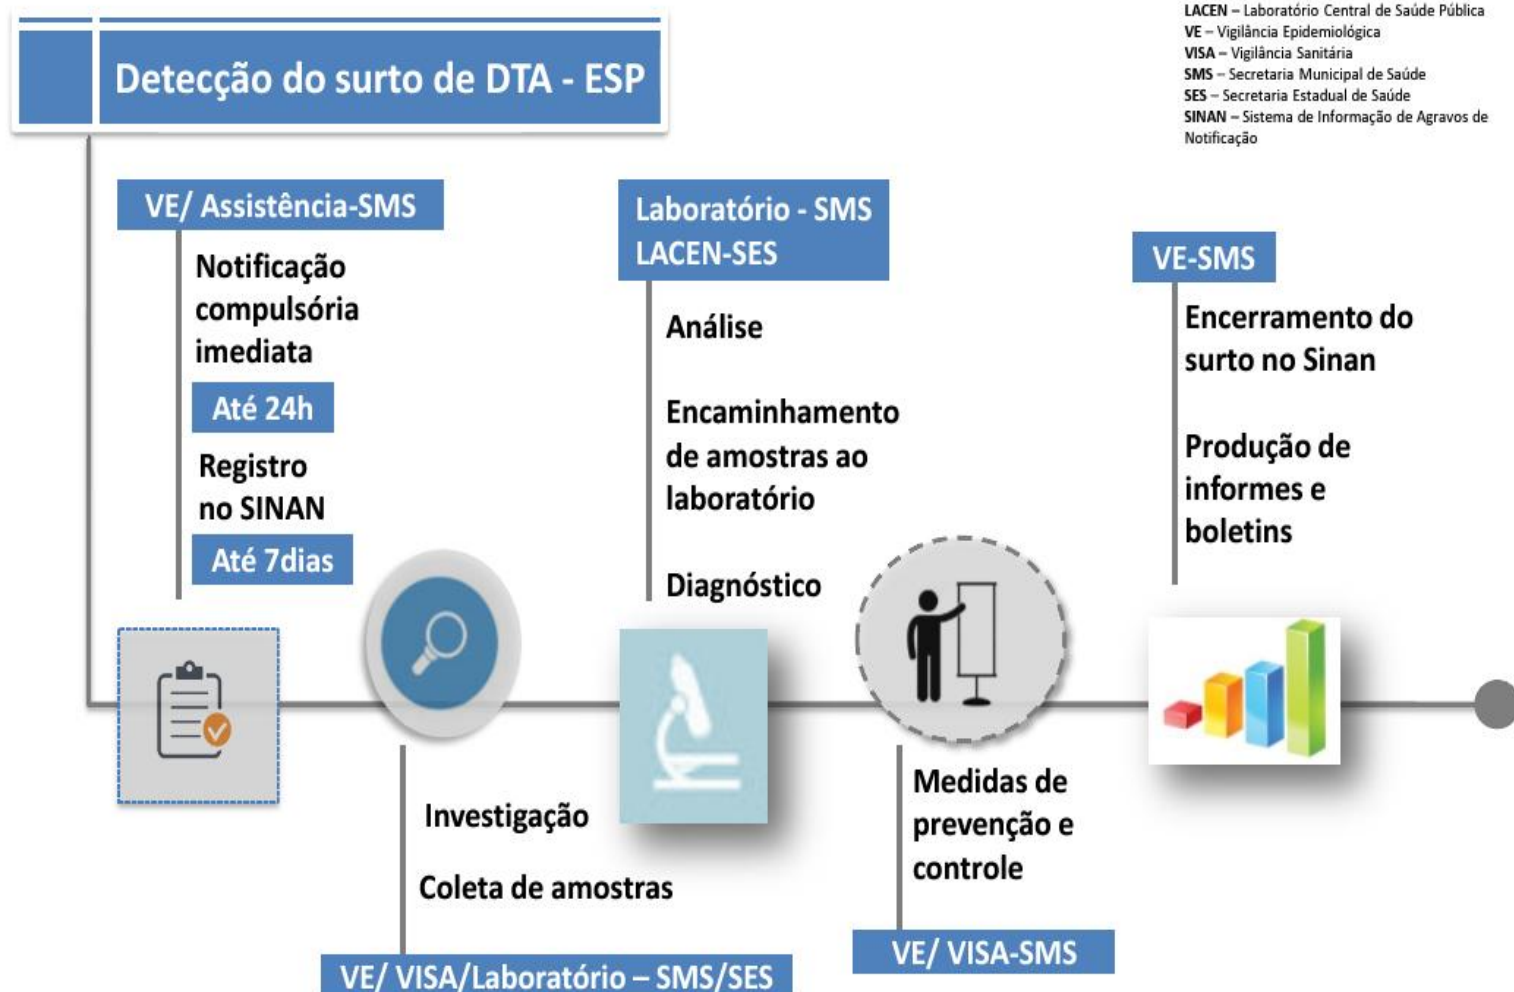 Detecção do surto de DTA - ESP
LACEN – Laboratório Central de Saúde Pública
VE – Vigilância Epidemiológica
VISA – Vigilância Sanitária
SMS – Secretaria Municipal de Saúde
SES – Secretaria Estadual de Saúde
SINAN – Sistema de Informação de Agravos de
Notificação
VE/ Assistência-SMS
Notificação
compulsória
imediata
Até 24h
Registro
no SINAN
Até 7dias
Investigação
Coleta de amostras
VE/ VISA/Laboratório – SMS/SES
Laboratório - SMS
LACEN-SES
Análise
Encaminhamento
de amostras ao
laboratório
Diagnóstico
Medidas de
prevenção e
controle
VE/ VISA-SMS
VE-SMS
Encerramento do
surto no Sinan
Produção de
informes e
boletins